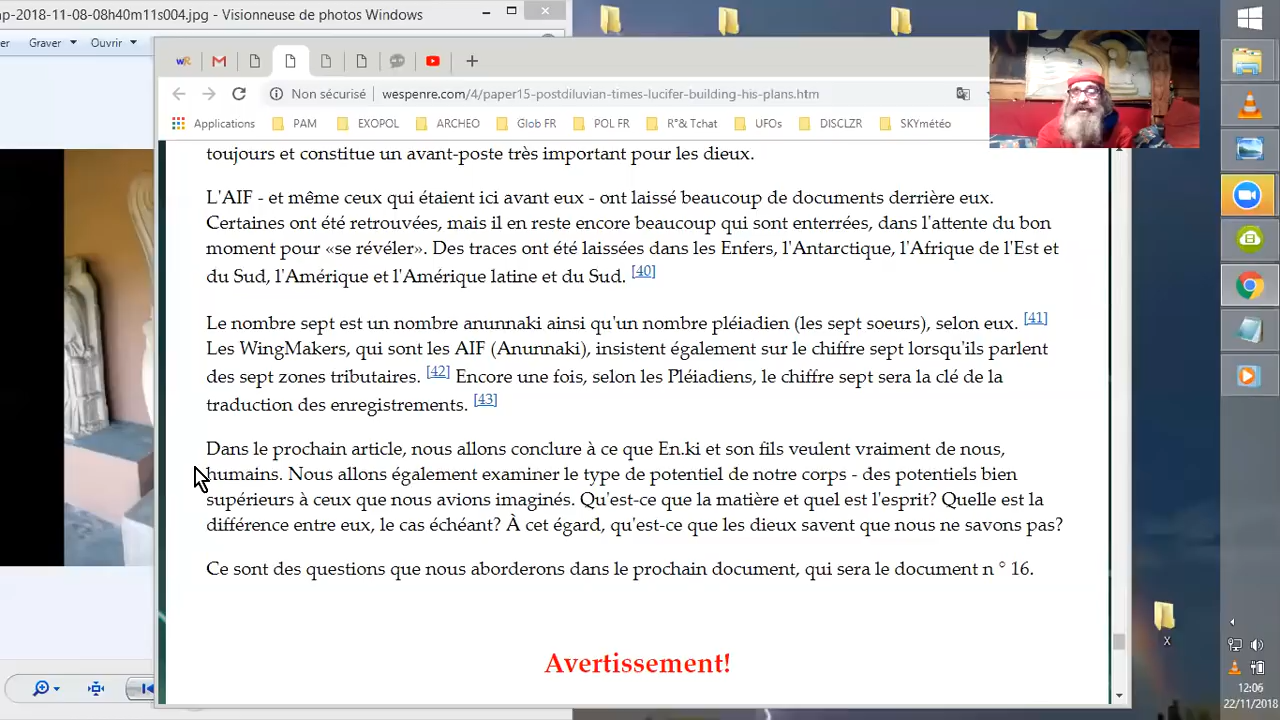 np-2018-11-08-08h40m11s004.jpg - Visionneuse de photos Windows
Graver Ouvrir
wR
Non sécurisé wespenre.com/4/paper15-postdiluvian-times-lucifer-building-his-plans.htm
Applications PAM EXOPOL ARCHEO Glob FR POL FR R°& Tchat UFOs DISCLZR SKYmétéo
toujours et constitue un avant-poste très important pour les dieux.
L'AIF - et même ceux qui étaient ici avant eux - ont laissé beaucoup de documents derrière eux.
Certaines ont été retrouvées, mais il en reste encore beaucoup qui sont enterrées, dans l'attente du bon
moment pour «se révéler». Des traces ont été laissées dans les Enfers, l'Antarctique, l'Afrique de l'Est et
du Sud, l'Amérique et l'Amérique latine et du Sud. [40]
Le nombre sept est un nombre anunnaki ainsi qu'un nombre pléiadien (les sept soeurs), selon eux. [41]
Les WingMakers, qui sont les AIF (Anunnaki), insistent également sur le chiffre sept lorsqu'ils parlent
des sept zones tributaires. [42] Encore une fois, selon les Pléiadiens, le chiffre sept sera la clé de la
traduction des enregistrements. [43]
Dans le prochain article, nous allons conclure à ce que En.ki et son fils veulent vraiment de nous,
humains. Nous allons également examiner le type de potentiel de notre corps - des potentiels bien
supérieurs à ceux que nous avions imaginés. Qu'est-ce que la matière et quel est l'esprit? Quelle est la
différence entre eux, le cas échéant? À cet égard, qu'est-ce que les dieux savent que nous ne savons pas?
Ce sont des questions que nous aborderons dans le prochain document, qui sera le document n ° 16.
Avertissement!
X
12:06
22/11/2018